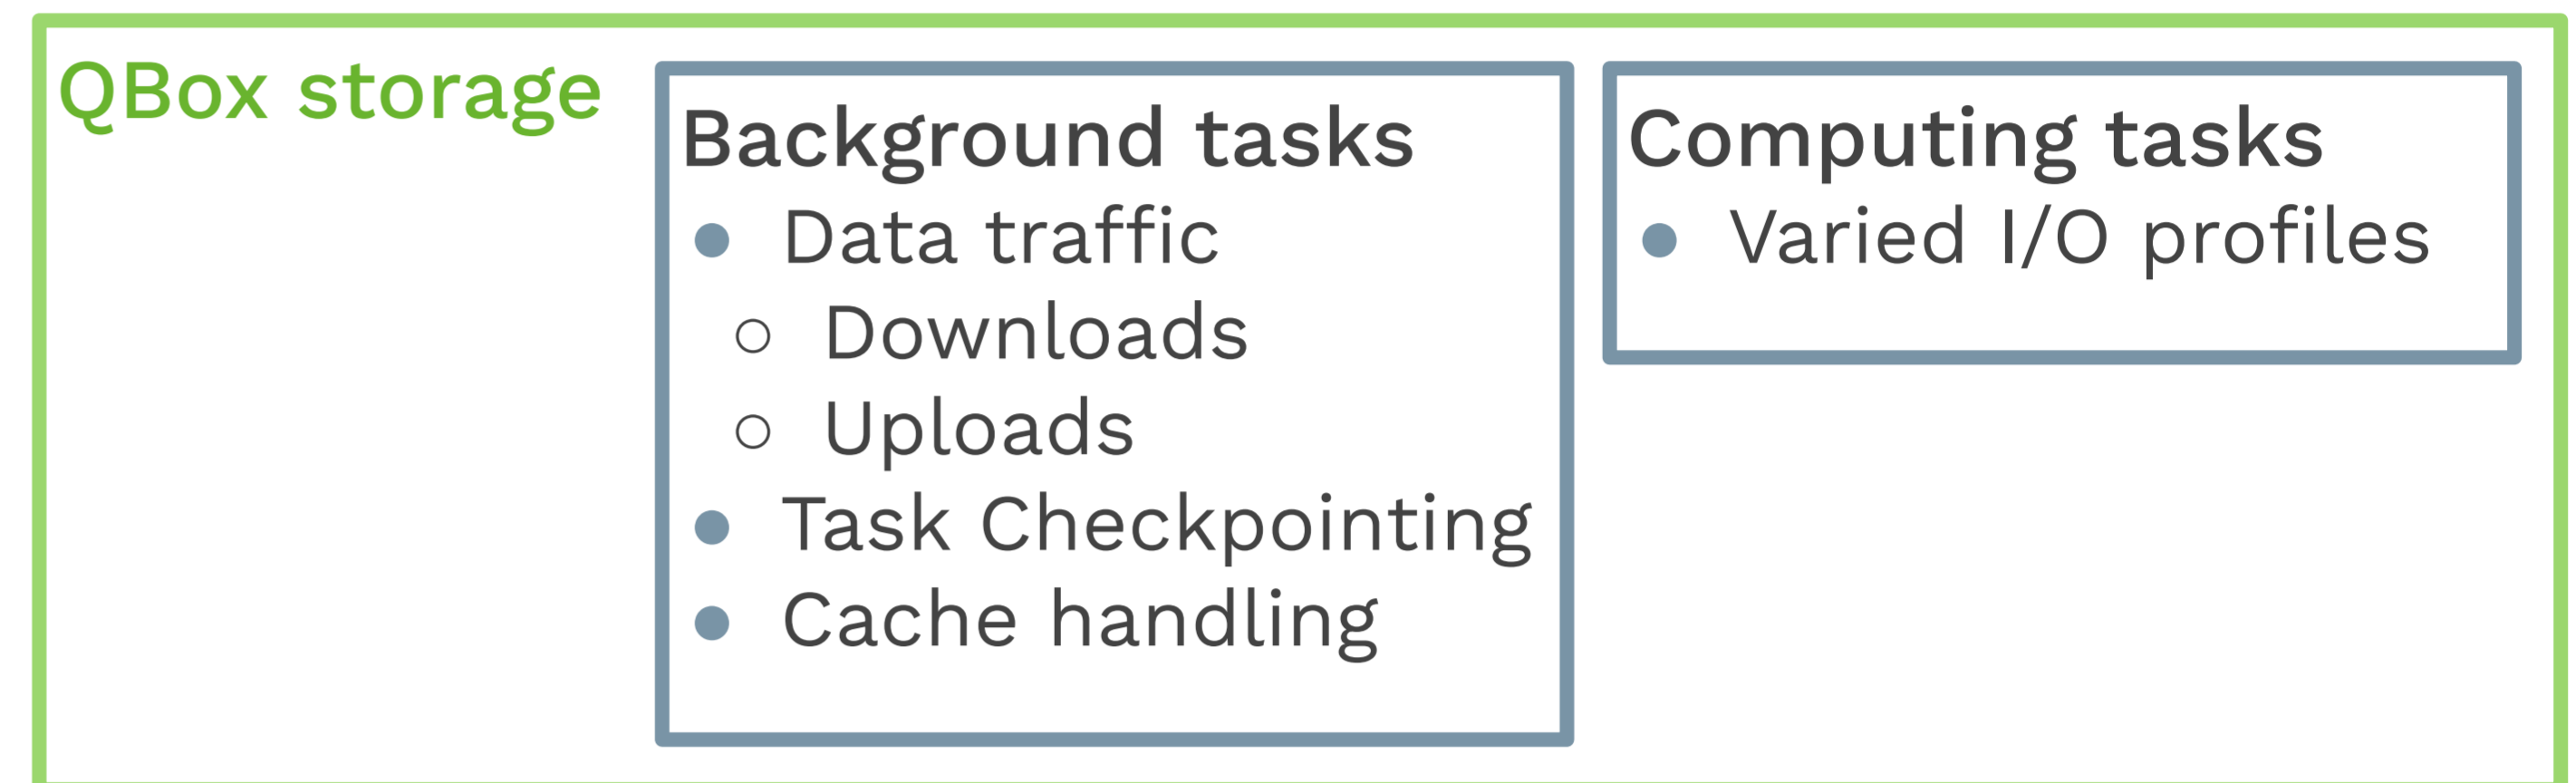 QBox storage
Background tasks
Data traffic
Downloads
Uploads
Task Checkpointing
Cache handling
Computing tasks
Varied I/O profiles